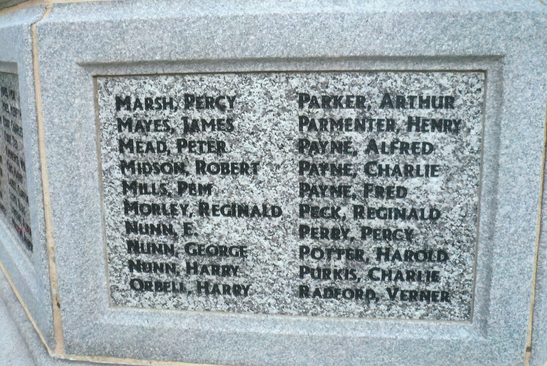 MARSH, PERCY
MAYES, JAMES
MEAD, PETER
MIDSON, ROBERT
MILLS, PBM
MORLEY, REGINALD
NUNN, E.
NUNN, GEORGE
NUNN, HARRY
ORBELL, HARRY
PARKER, ARTHUR
PARMENTER, HENRY
PAYNE, ALFRED
PAYNE, CHARLIE
PAYNE, FRED
PECK, REGINALD
PERRY, PERCY
POTTER, HAROLD
PURKIS, CHARLIE
RADFORD, VERNER